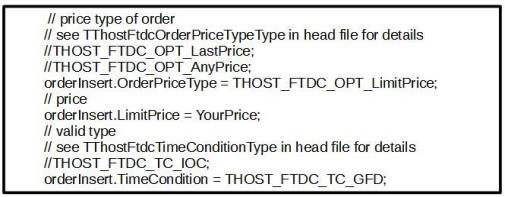 // price type of order
// see TThostFtdcOrderPriceTypeType in head file for details
//THOST_FTDC_OPT_LastPrice;
//THOST_FTDC_OPT_AnyPrice;
orderInsert.OrderPriceType = THOST_FTDC_OPT_LimitPrice;
// price
orderInsert.LimitPrice = YourPrice;
// valid type
// see TThostFtdcTimeConditionType in head file for details
//THOST_FTDC_TC_IOC;
orderInsert.TimeCondition = THOST_FTDC_TC_GFD;